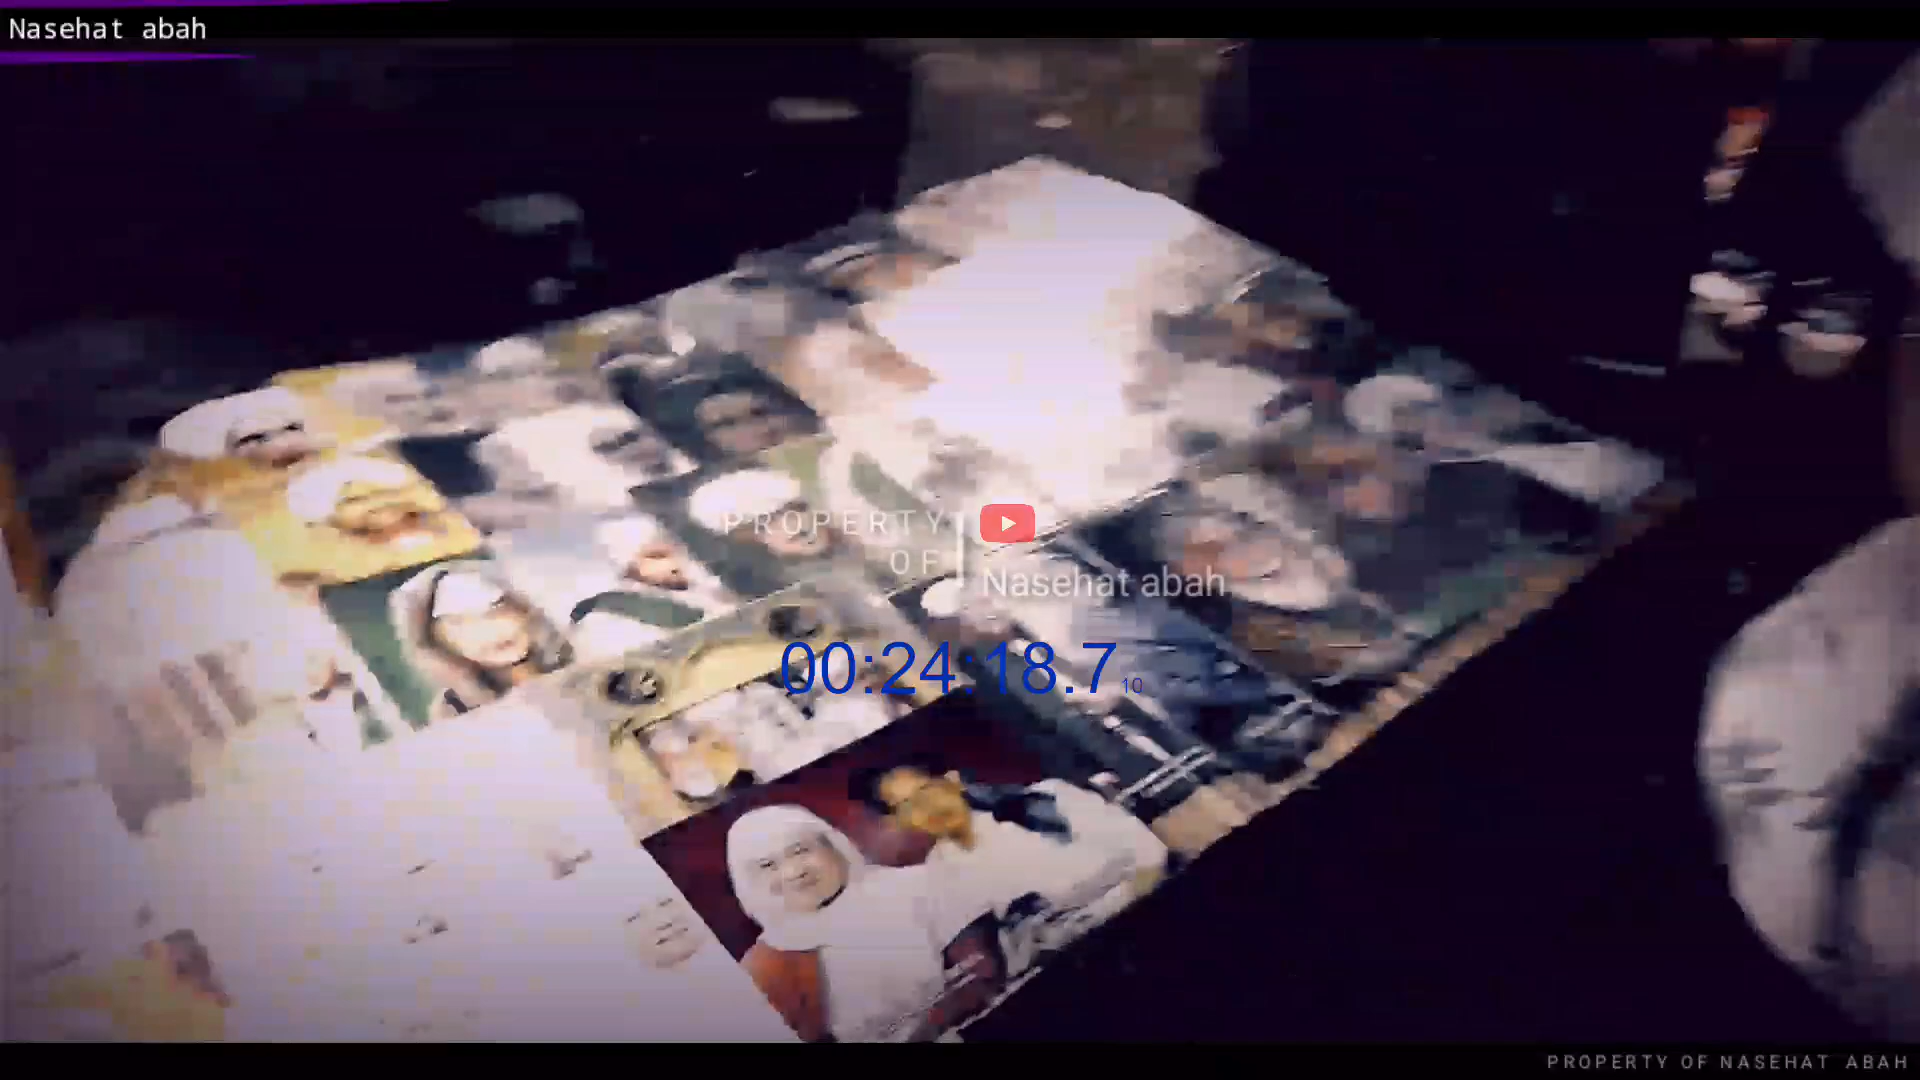 Nasehat abah
PROPERTY
OF
Nasehat abah
00:24:18.7
10
PROPERTY OF NASEHAT ABAH